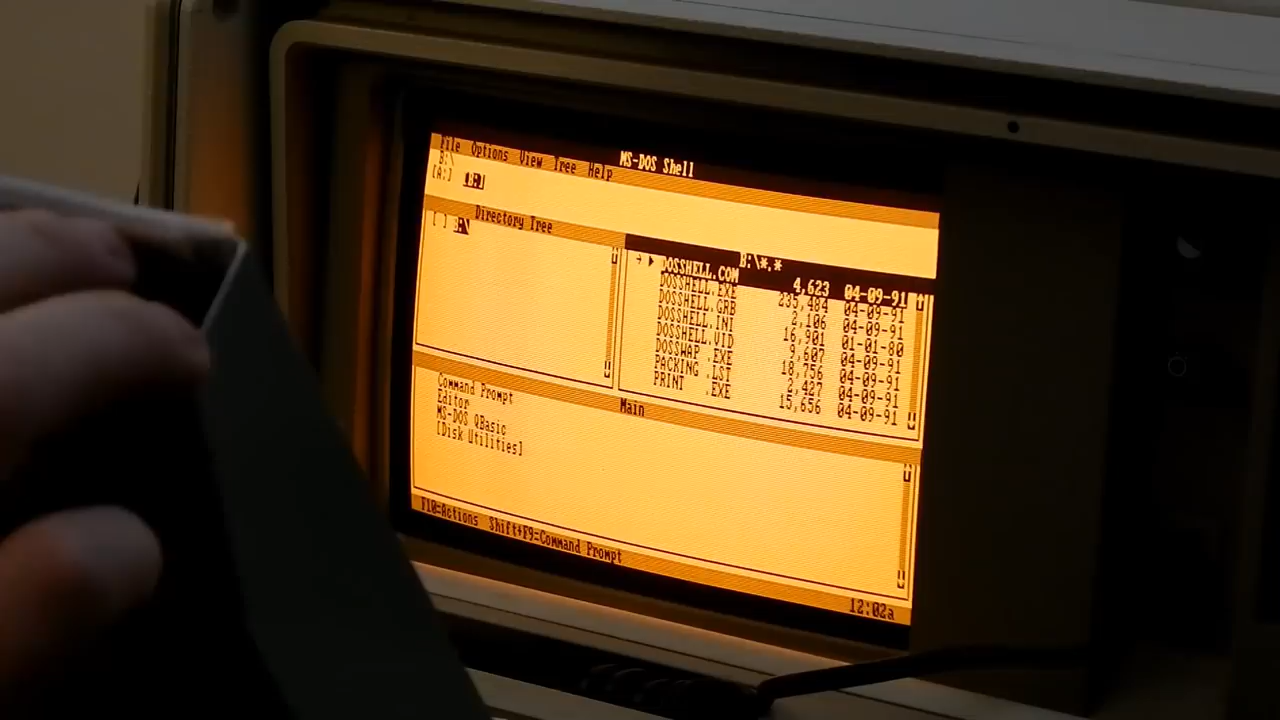 File Options View Tree Help
MS-DOS Shell
B:\
[A:] [B:]
Directory Tree
[ ] B:\
B:\*.*
DOSSHELL.COM 4,623 04-09-91
DOSSHELL.EXE 235,484 04-09-91
DOSSHELL.GRB 2,106 04-09-91
DOSSHELL.INI 16,901 01-01-80
DOSSHELL.VID 9,607 04-09-91
DOSSWAP .EXE 18,756 04-09-91
PACKING .LST 2,427 04-09-91
PRINT .EXE 15,656 04-09-91
Main
Command Prompt
Editor
MS-DOS QBasic
[Disk Utilities]
F10=Actions Shift+F9=Command Prompt
12:02a